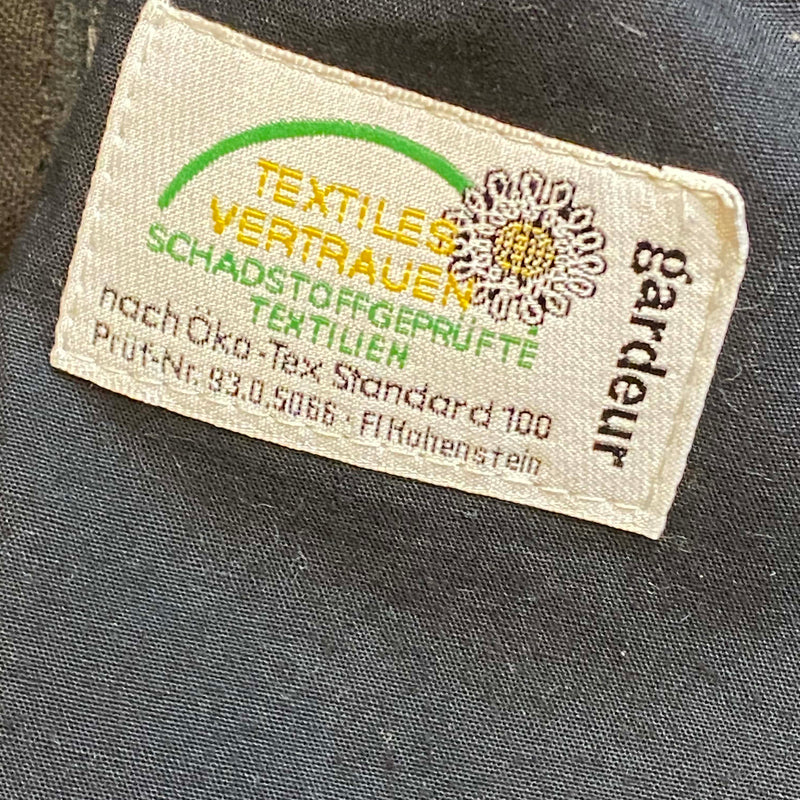 TEXTILES
VERTRAUEN
SCHADSTOFFGEPRÜFTE
TEXTILIEN
nach Öko-Tex Standard 100
Prüf-Nr. 93.0.5066 · FI Hohenstein
gardeur